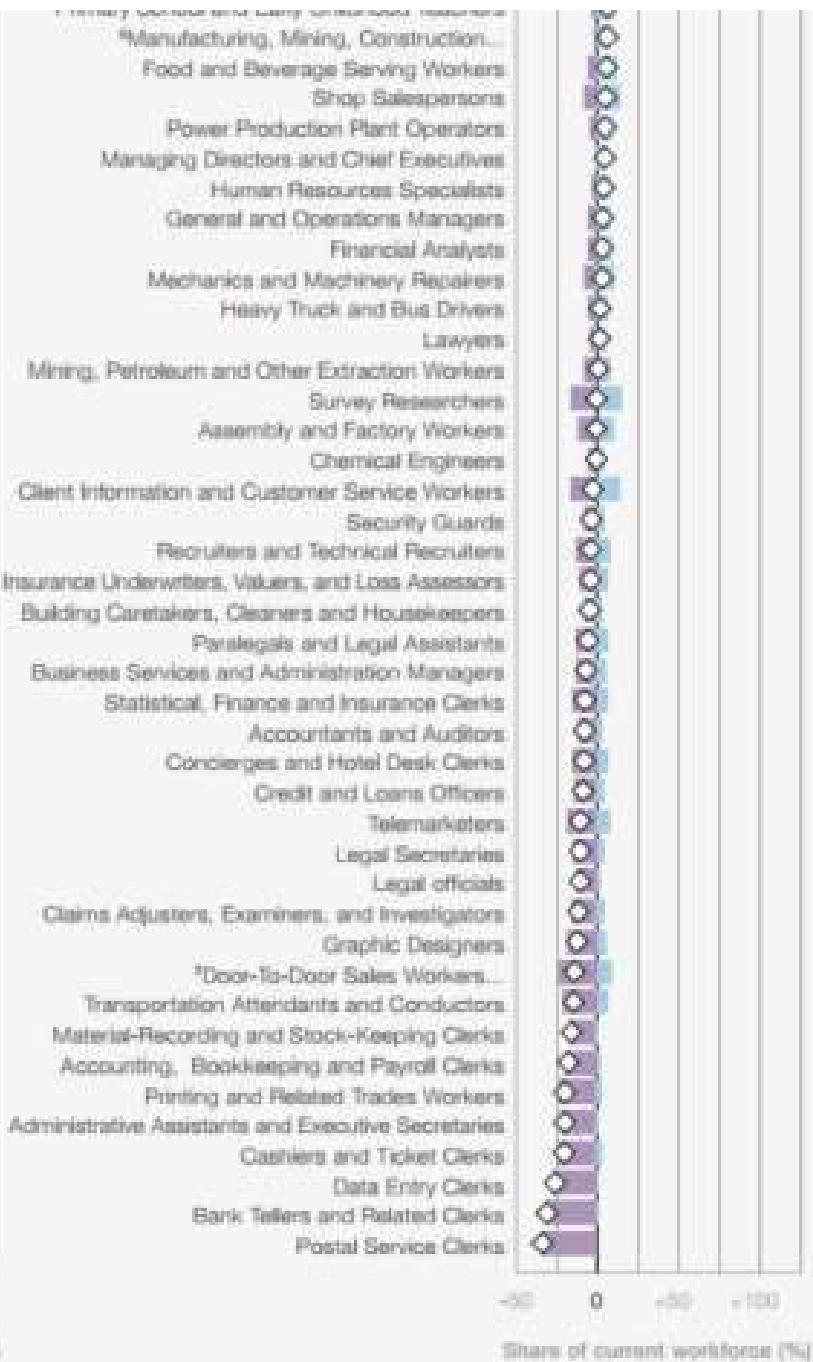 Primary School and Early Childhood Teachers
Manufacturing, Mining, Construction...
Food and Beverage Serving Workers
Shop Salespersons
Power Production Plant Operators
Managing Directors and Chief Executives
Human Resources Specialists
General and Operations Managers
Financial Analysts
Mechanics and Machinery Repairers
Heavy Truck and Bus Drivers
Lawyers
Mining, Petroleum and Other Extraction Workers
Survey Researchers
Assembly and Factory Workers
Chemical Engineers
Client Information and Customer Service Workers
Security Guards
Recruiters and Technical Recruiters
Insurance Underwriters, Valuers, and Loss Assessors
Building Caretakers, Cleaners and Housekeepers
Paralegals and Legal Assistants
Business Services and Administration Managers
Statistical, Finance and Insurance Clerks
Accountants and Auditors
Concierges and Hotel Desk Clerks
Credit and Loans Officers
Telemarketers
Legal Secretaries
Legal officials
Claims Adjusters, Examiners, and Investigators
Graphic Designers
Door-To-Door Sales Workers...
Transportation Attendants and Conductors
Material-Recording and Stock-Keeping Clerks
Accounting, Bookkeeping and Payroll Clerks
Printing and Related Trades Workers
Administrative Assistants and Executive Secretaries
Cashiers and Ticket Clerks
Data Entry Clerks
Bank Tellers and Related Clerks
Postal Service Clerks
-50 0 +50 +100
Share of current workforce (%)